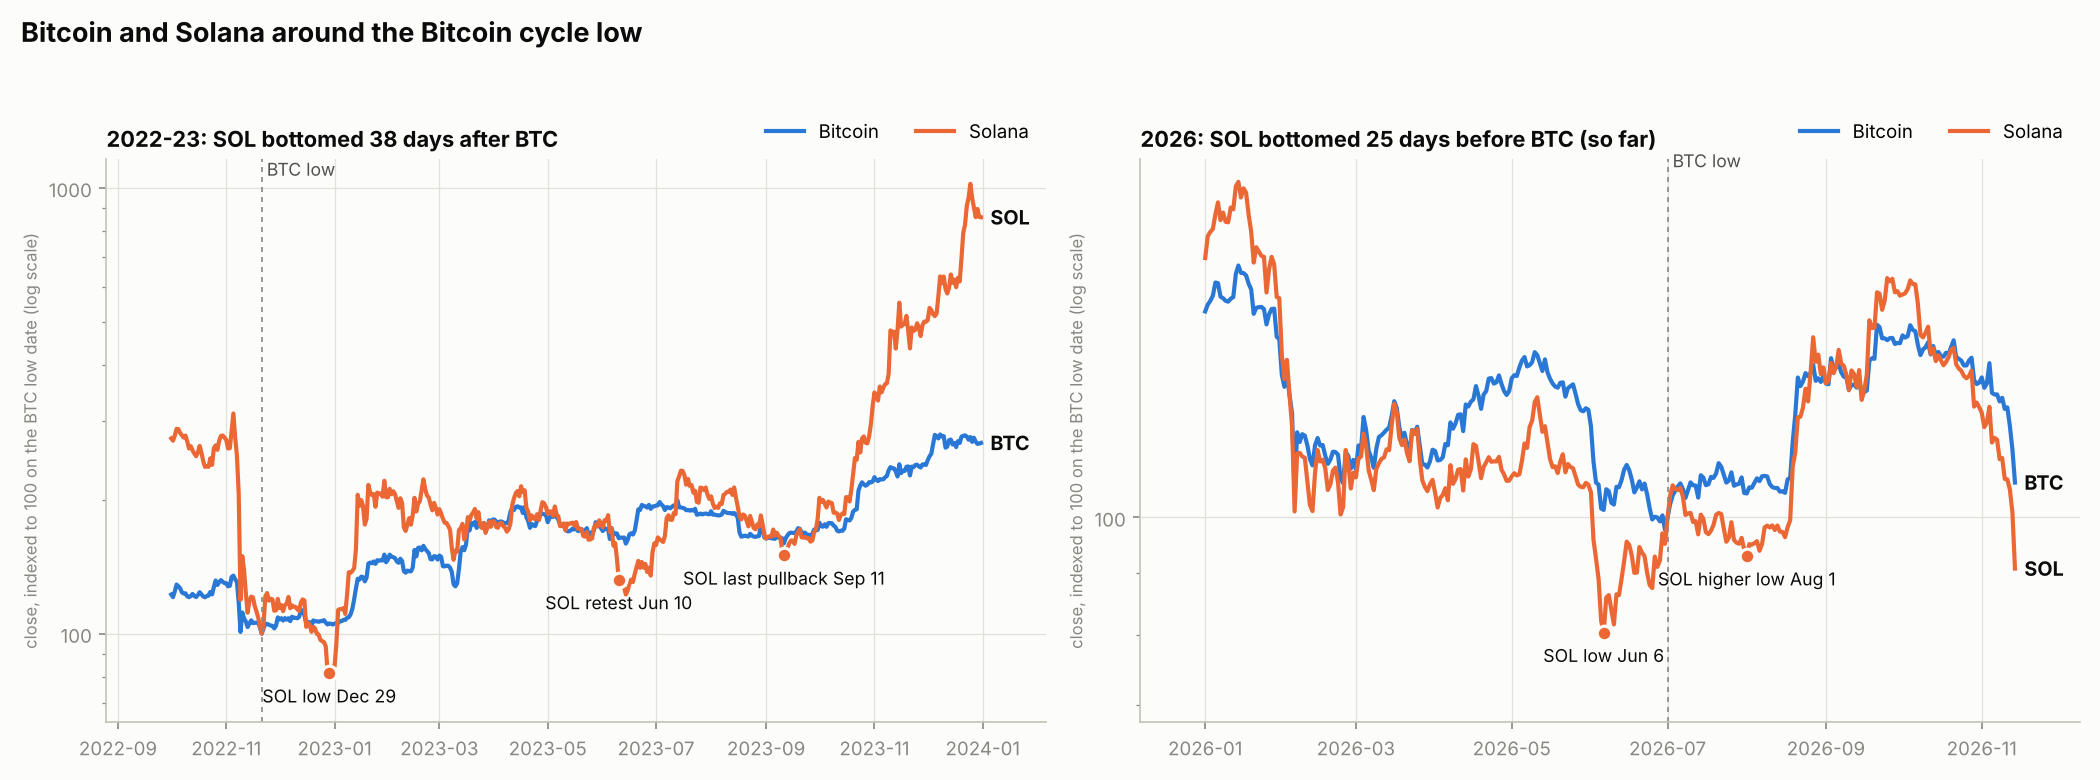 Bitcoin and Solana around the Bitcoin cycle low
2022-23: SOL bottomed 38 days after BTC
Bitcoin
Solana
BTC low
1000
100
close, indexed to 100 on the BTC low date (log scale)
SOL
BTC
SOL last pullback Sep 11
SOL retest Jun 10
SOL low Dec 29
2022-09
2022-11
2023-01
2023-03
2023-05
2023-07
2023-09
2023-11
2024-01
2026: SOL bottomed 25 days before BTC (so far)
Bitcoin
Solana
BTC low
100
close, indexed to 100 on the BTC low date (log scale)
BTC
SOL
SOL higher low Aug 1
SOL low Jun 6
2026-01
2026-03
2026-05
2026-07
2026-09
2026-11